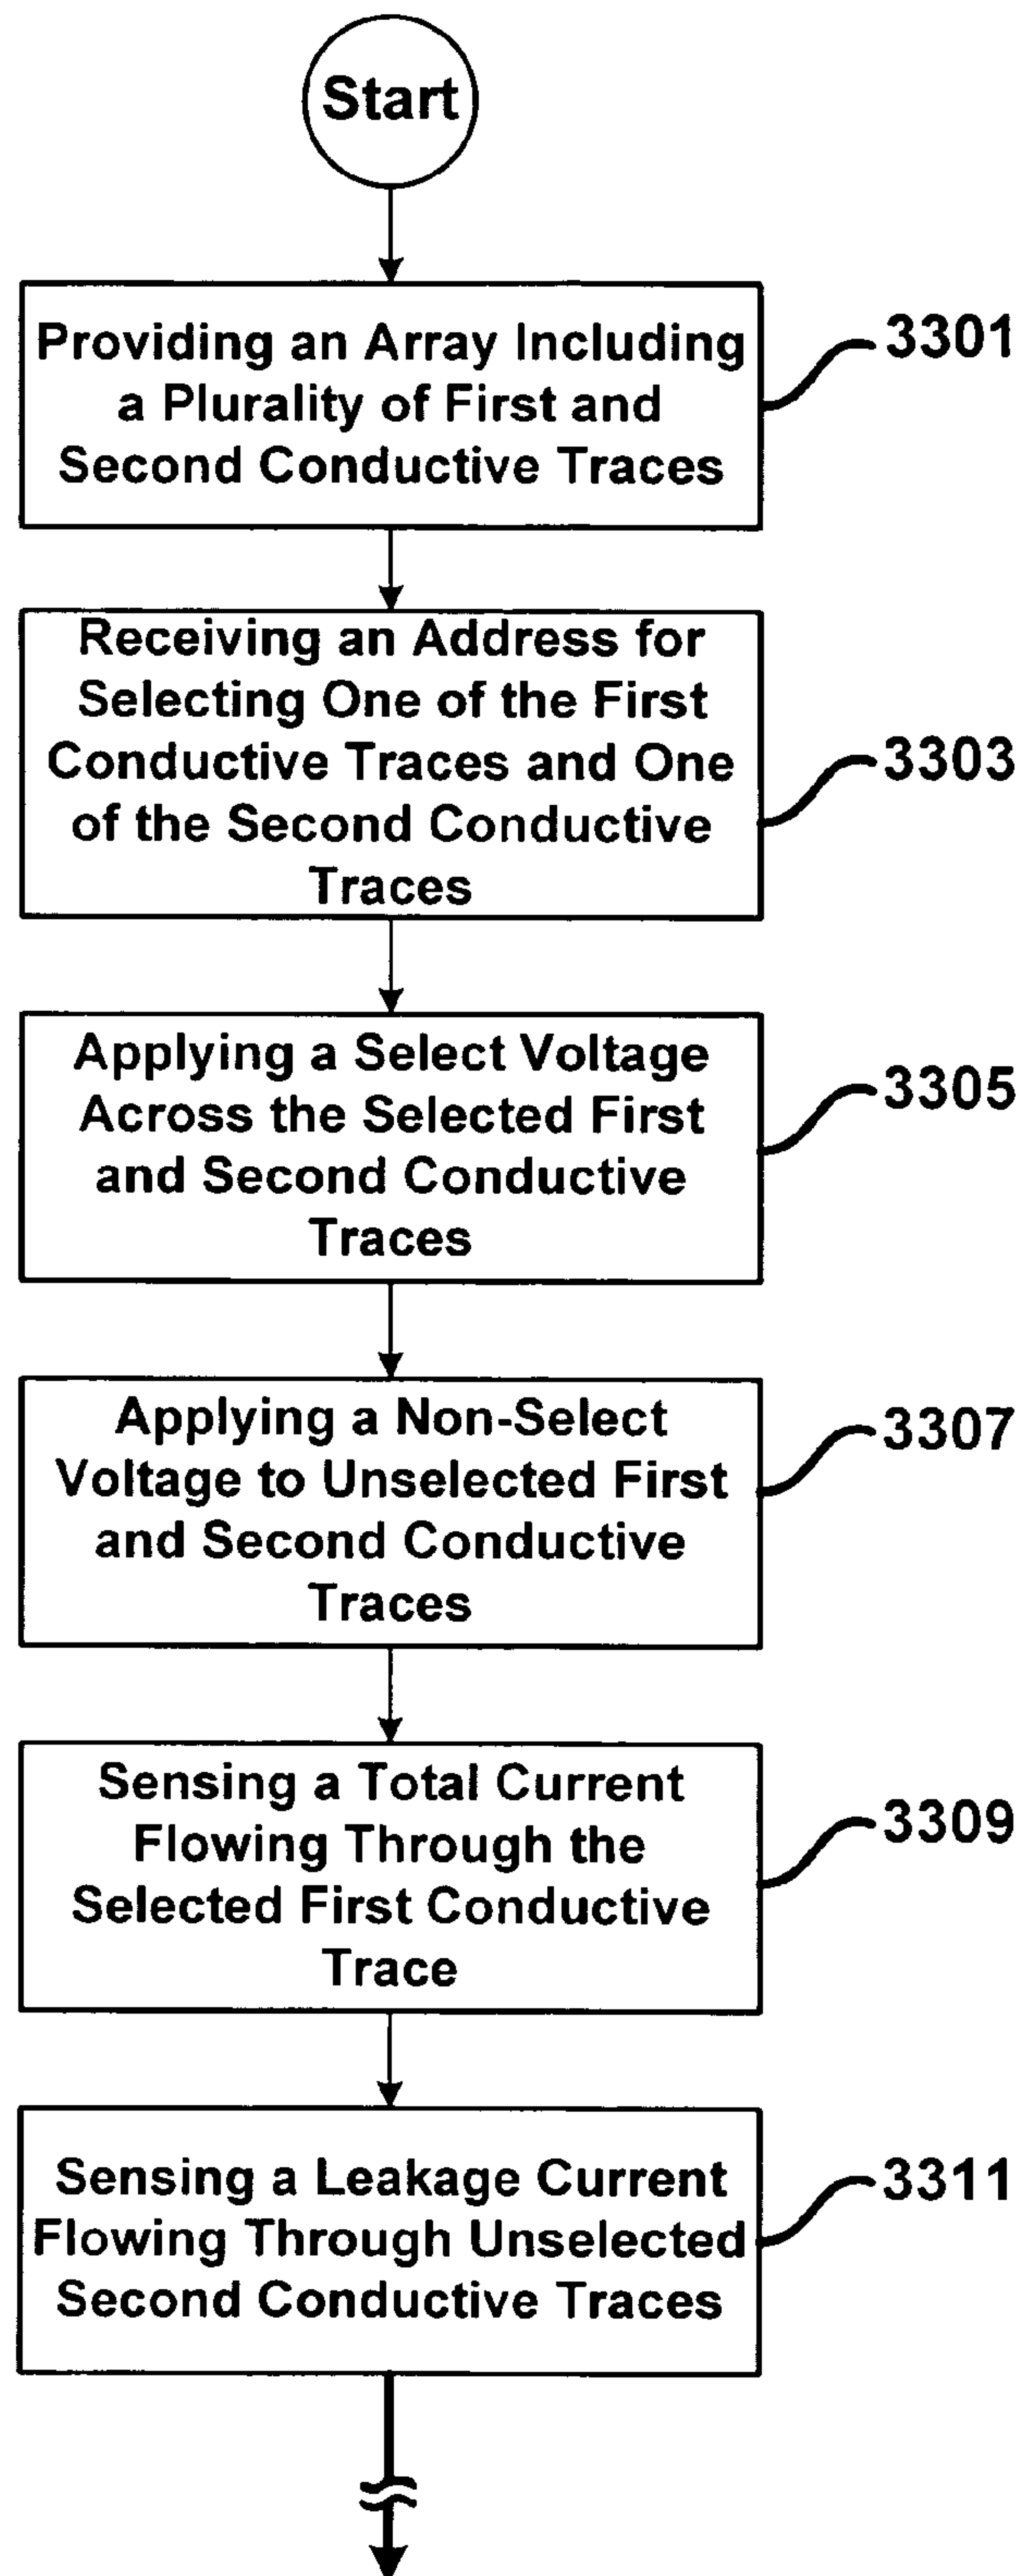 Start
Providing an Array Including
a Plurality of First and
Second Conductive Traces
3301
Receiving an Address for
Selecting One of the First
Conductive Traces and One
of the Second Conductive
Traces
3303
Applying a Select Voltage
Across the Selected First
and Second Conductive
Traces
3305
Applying a Non-Select
Voltage to Unselected First
and Second Conductive
Traces
3307
Sensing a Total Current
Flowing Through the
Selected First Conductive
Trace
3309
Sensing a Leakage Current
Flowing Through Unselected
Second Conductive Traces
3311